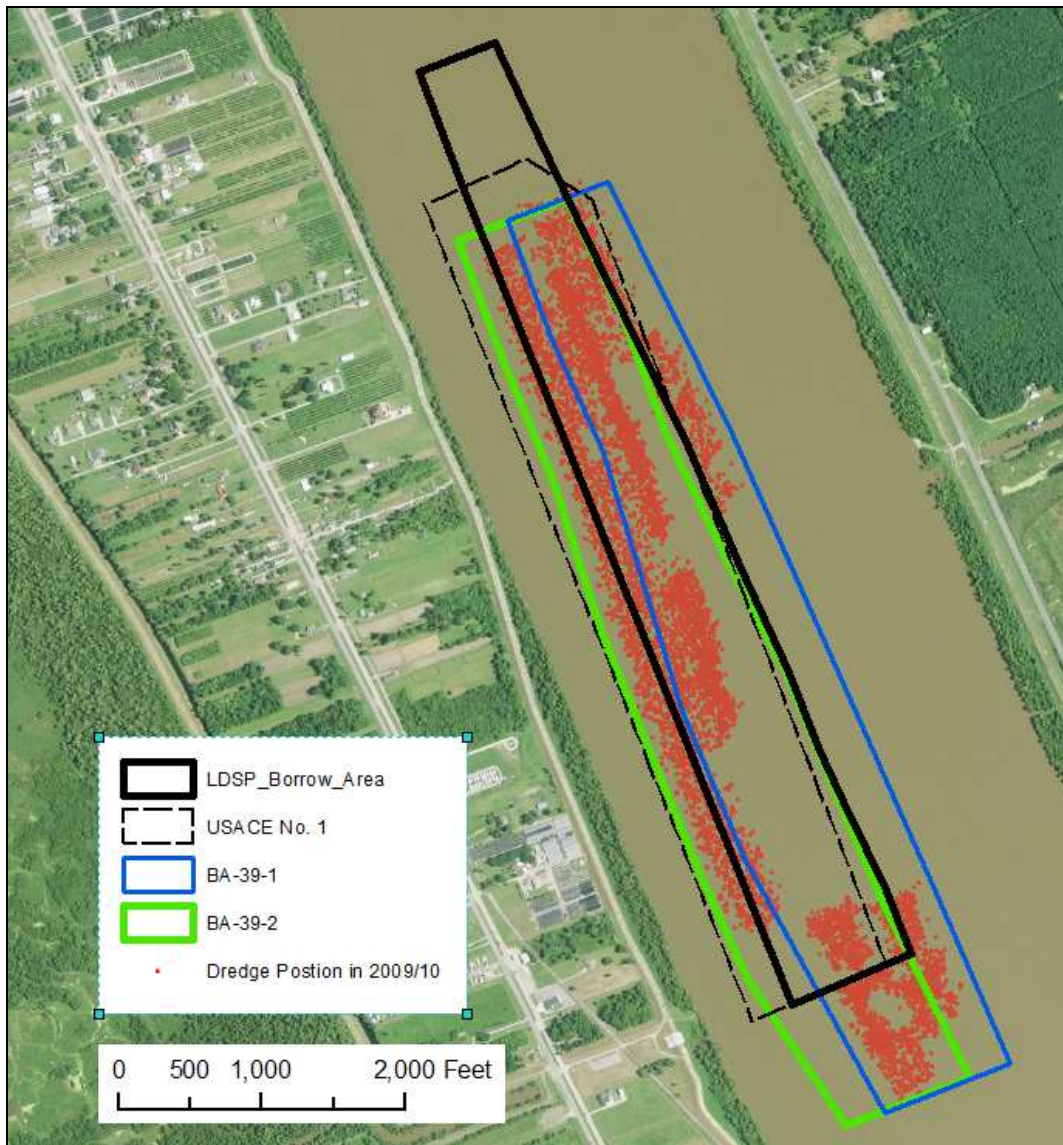 LDSP_Borrow_Area
USACE No. 1
BA-39-1
BA-39-2
Dredge Postion in 2009/10
0 500 1,000 2,000 Feet